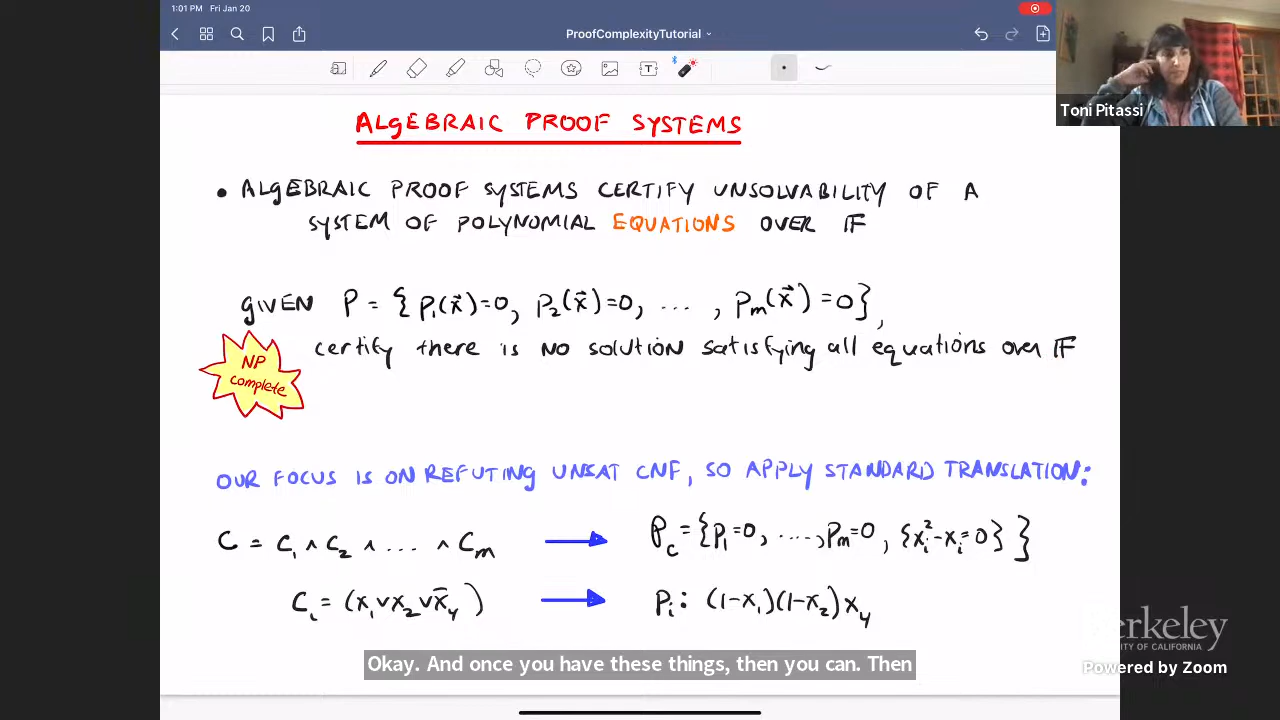 1:01 PM Fri Jan 20
ProofComplexityTutorial
T
Toni Pitassi
ALGEBRAIC PROOF SYSTEMS
• ALGEBRAIC PROOF SYSTEMS CERTIFY UNSOLVABILITY OF A
SYSTEM OF POLYNOMIAL EQUATIONS OVER 𝔽
GIVEN P = { p₁(x⃗)=0, p₂(x⃗)=0, ... , pₘ(x⃗)=0 },
certify there is NO solution satisfying all equations over 𝔽
NP
complete
OUR FOCUS IS ON REFUTING UNSAT CNF, SO APPLY STANDARD TRANSLATION:
C = C₁ ∧ C₂ ∧ .... ∧ Cₘ → P_C = { p₁=0, ...., pₘ=0, {xᵢ²-xᵢ=0} }
Cᵢ = (x₁ ∨ x₂ ∨ x̄₄) → pᵢ: (1-x₁)(1-x₂)x₄
Berkeley
UNIVERSITY OF CALIFORNIA
Powered by Zoom
Okay. And once you have these things, then you can. Then